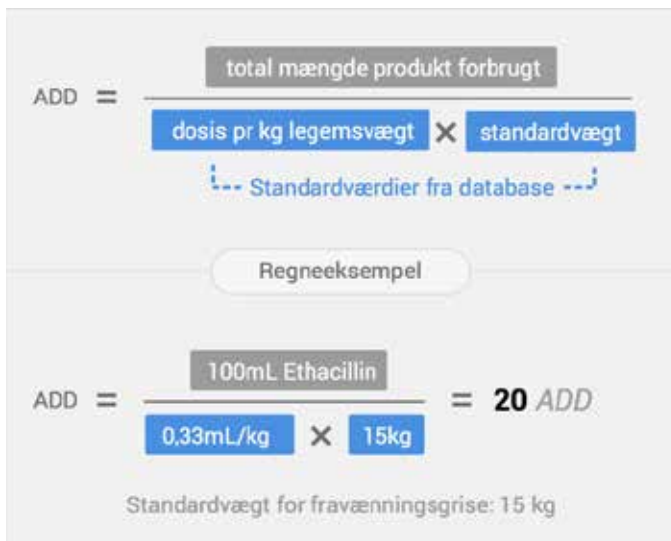 total mængde produkt forbrugt
ADD =
dosis pr kg legemsvægt × standardvægt
Standardværdier fra database
Regneeksempel
100mL Ethacillin
ADD = = 20 ADD
0,33mL/kg × 15kg
Standardvægt for fravænningsgrise: 15 kg